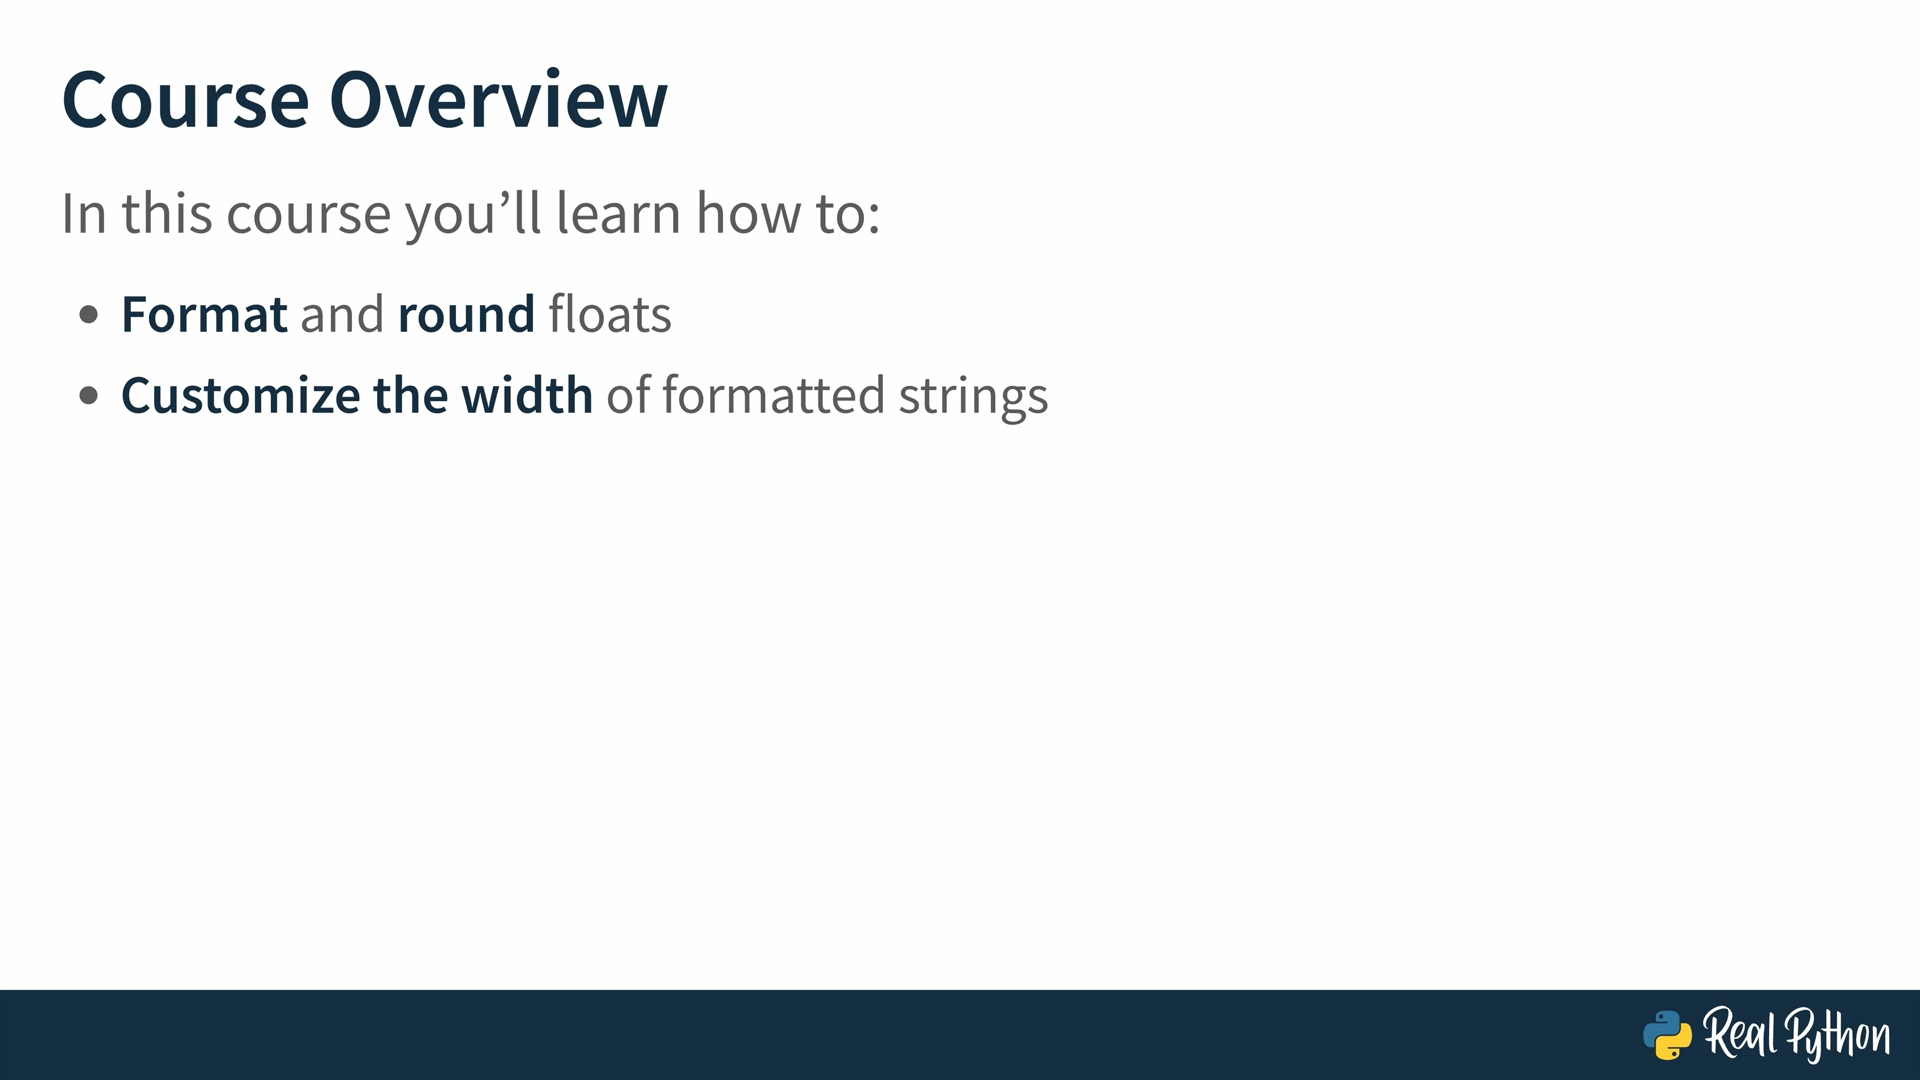 Course Overview
In this course you’ll learn how to:
• Format and round floats
• Customize the width of formatted strings
Real Python